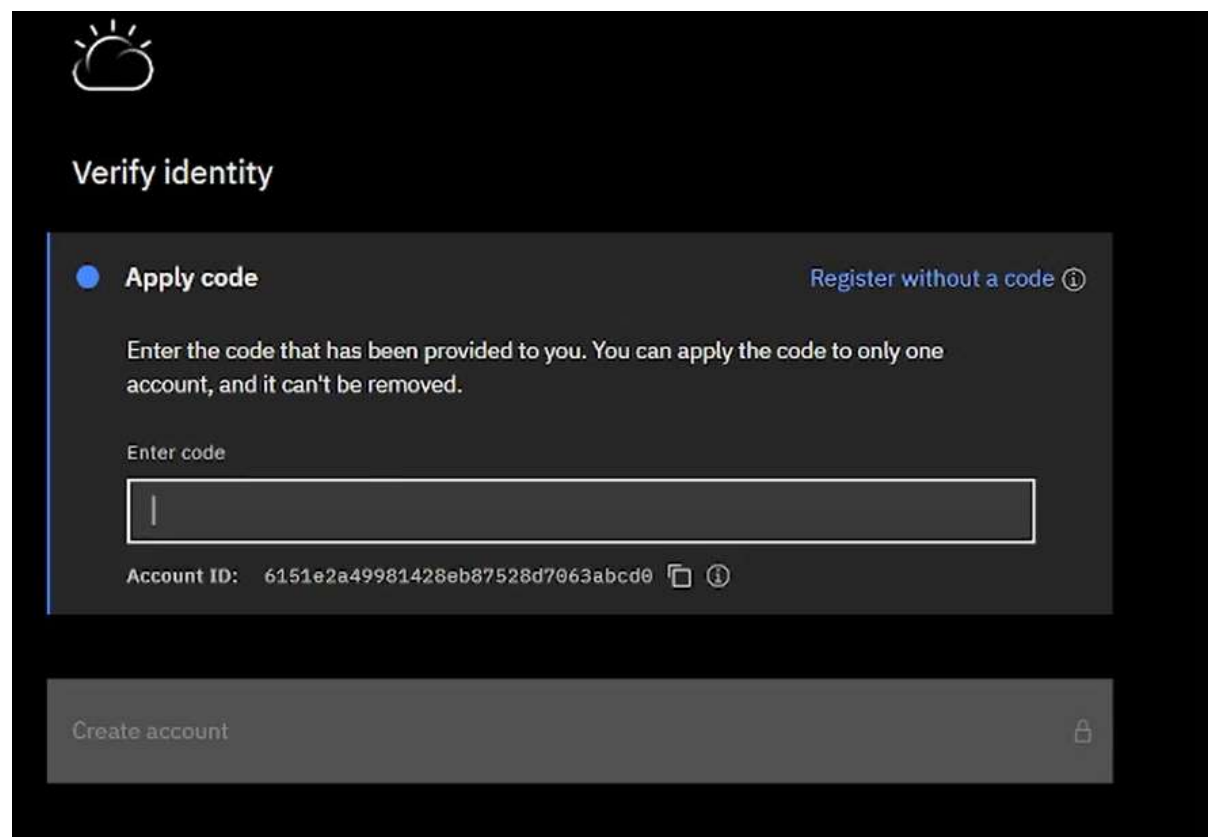 Verify identity
Apply code
Register without a code
Enter the code that has been provided to you. You can apply the code to only one
account, and it can't be removed.
Enter code
Account ID: 6151e2a49981428eb87528d7063abcd0
Create account